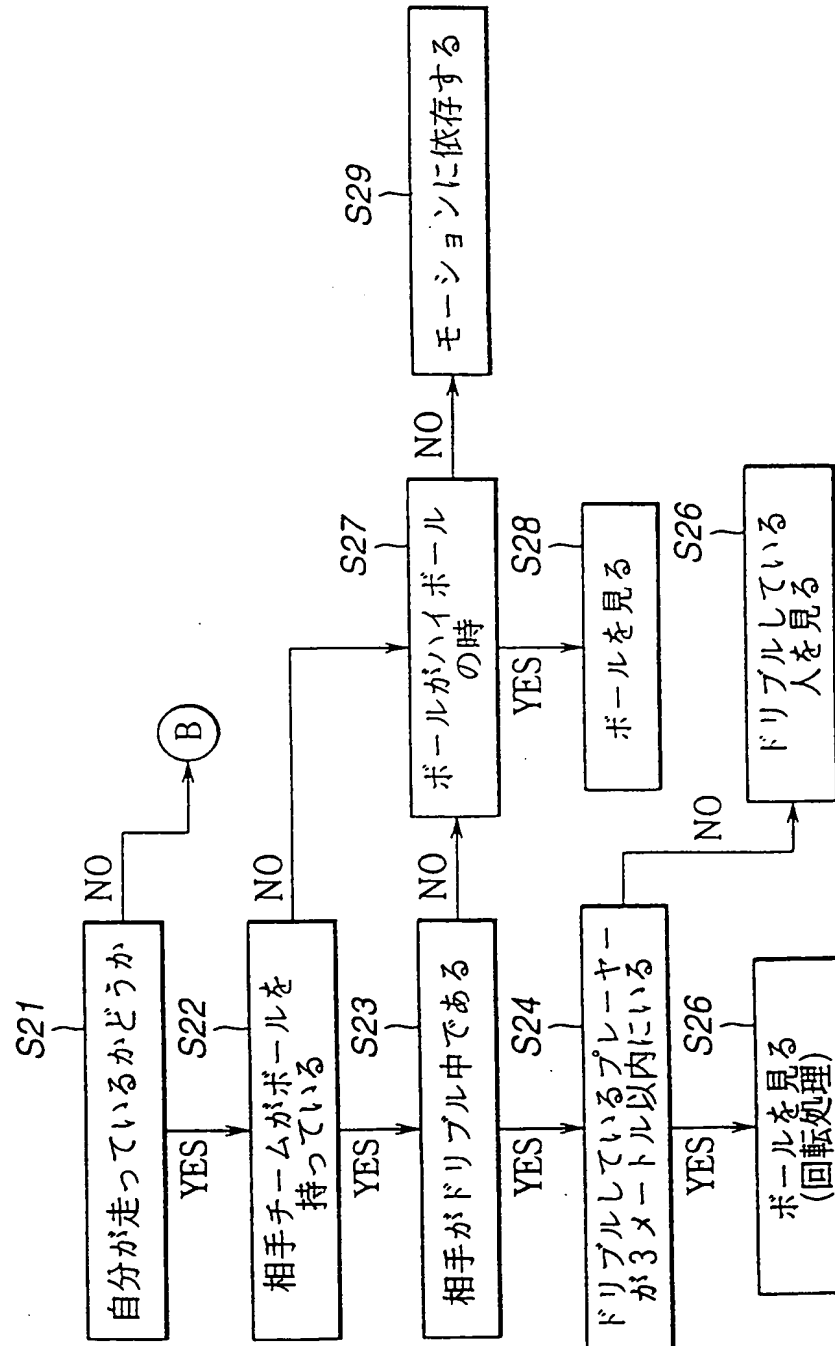 S21
自分が走っているかどうか
NO
B
YES
S22
相手チームがボールを
持っている
NO
YES
S23
相手がドリブル中である
NO
YES
S27
ボールがハイボール
の時
NO
S29
モーションに依存する
YES
S28
ボールを見る
S24
ドリブルしているプレーヤー
が3メートル以内にいる
NO
S26
ドリブルしている
人を見る
YES
S26
ボールを見る
(回転処理)